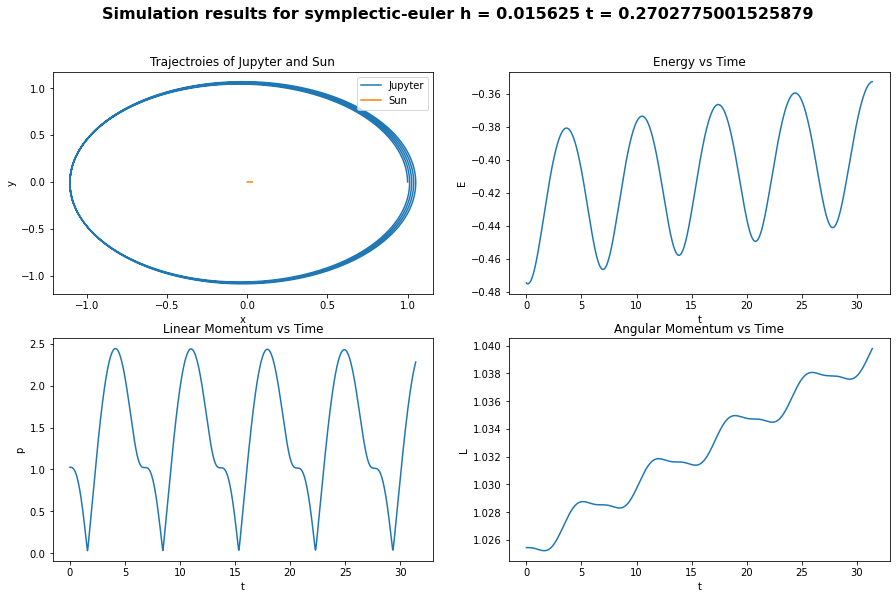 Simulation results for symplectic-euler h = 0.015625 t = 0.2702775001525879
Trajectroies of Jupyter and Sun
Jupyter
Sun
1.0
0.5
0.0
−0.5
−1.0
y
−1.0 −0.5 0.0 0.5 1.0
x
Energy vs Time
−0.36
−0.38
−0.40
−0.42
−0.44
−0.46
−0.48
E
0 5 10 15 20 25 30
t
Linear Momentum vs Time
2.5
2.0
1.5
1.0
0.5
0.0
p
0 5 10 15 20 25 30
t
Angular Momentum vs Time
1.040
1.038
1.036
1.034
1.032
1.030
1.028
1.026
L
0 5 10 15 20 25 30
t